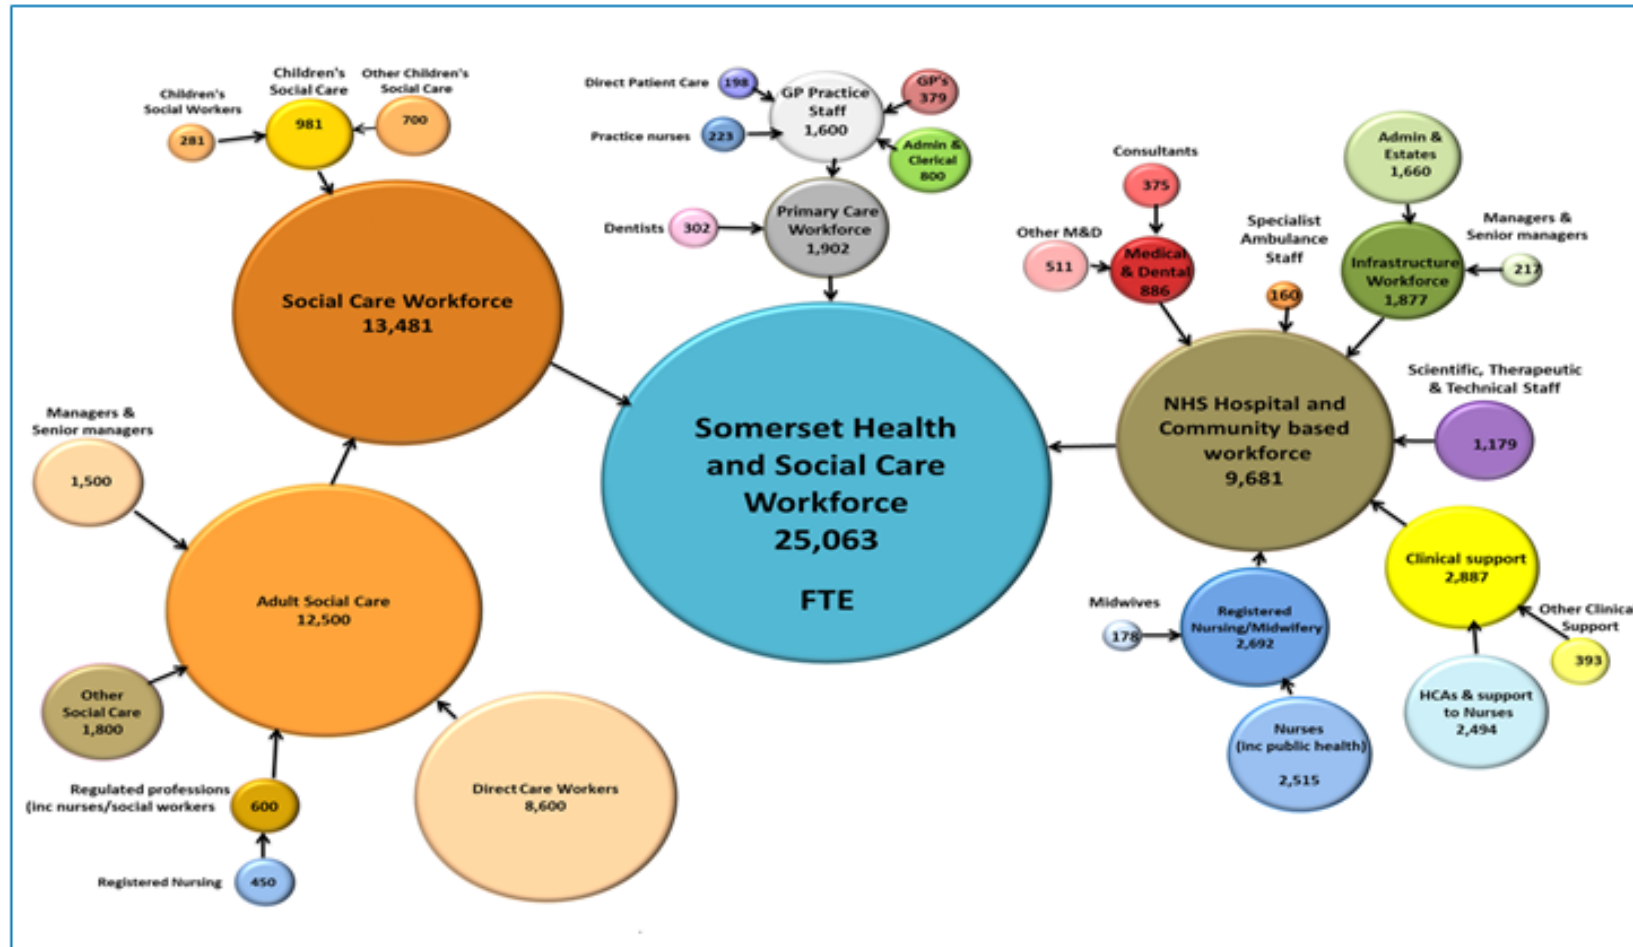 Children's
Social Workers
281
Children's
Social Care
981
Other Children's
Social Care
700
Social Care Workforce
13,481
Managers &
Senior managers
1,500
Adult Social Care
12,500
Other
Social Care
1,800
Regulated professions
(inc nurses/social workers
600
Registered Nursing
450
Direct Care Workers
8,600
Direct Patient Care
198
Practice nurses
223
GP Practice
Staff
1,600
GP's
379
Admin &
Clerical
800
Dentists
302
Primary Care
Workforce
1,902
Somerset Health
and Social Care
Workforce
25,063
FTE
Consultants
375
Other M&D
511
Medical
& Dental
886
Specialist
Ambulance
Staff
160
Admin &
Estates
1,660
Infrastructure
Workforce
1,877
Managers &
Senior managers
217
NHS Hospital and
Community based
workforce
9,681
Scientific, Therapeutic
& Technical Staff
1,179
Clinical support
2,887
Other Clinica
Support
393
HCAs & support
to Nurses
2,494
Midwives
178
Registered
Nursing/Midwifery
2,692
Nurses
(inc public health)
2,515